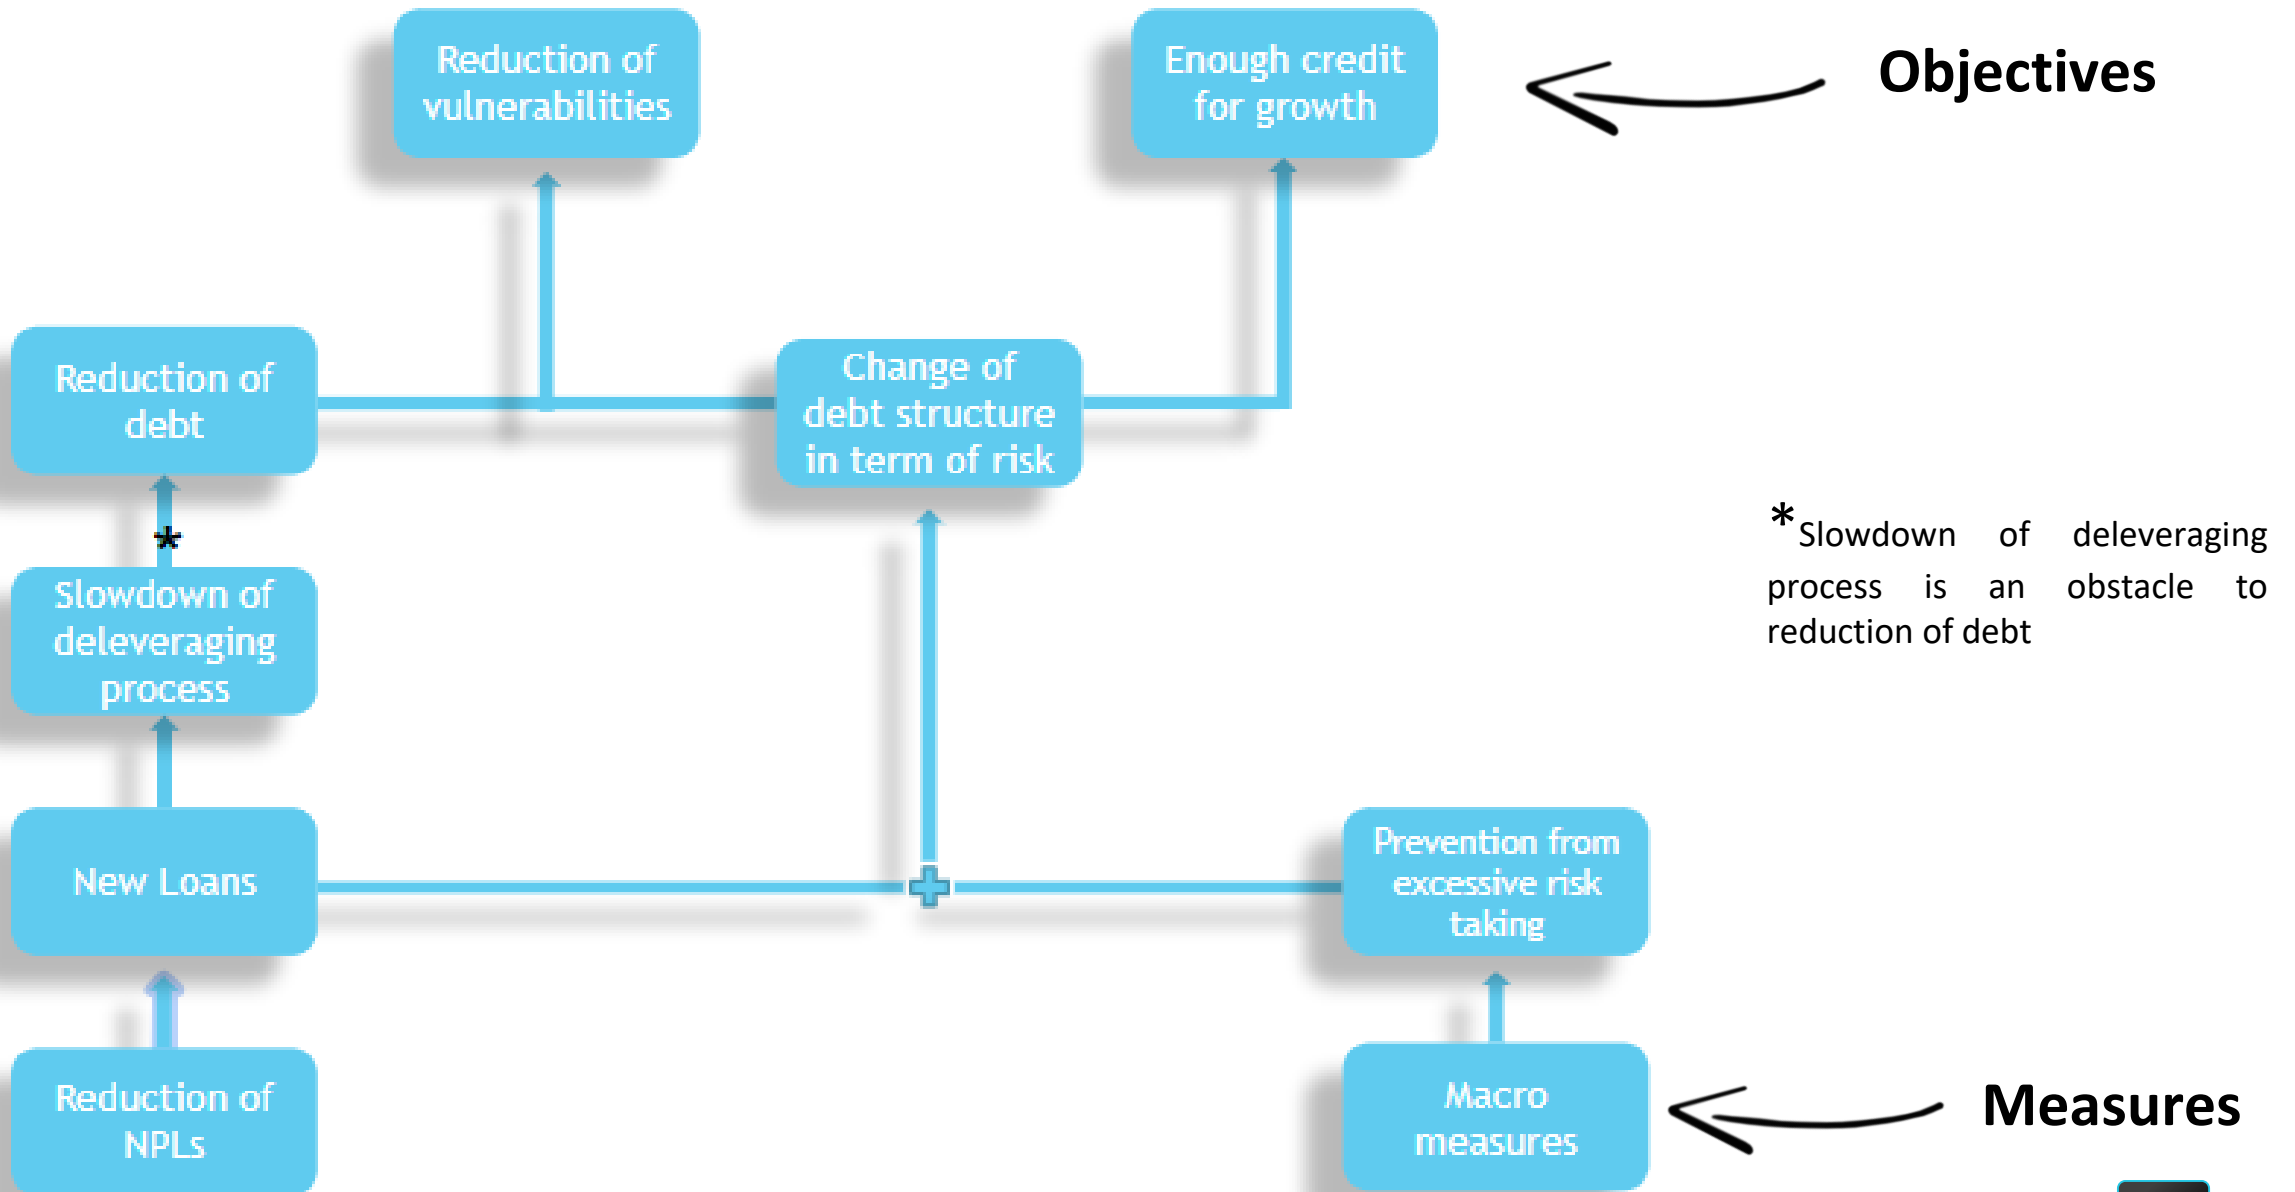 Reduction of
vulnerabilities
Enough credit
for growth
Objectives
Reduction of
debt
Change of
debt structure
in term of risk
*
*Slowdown of deleveraging
process is an obstacle to
reduction of debt
Slowdown of
deleveraging
process
New Loans
Prevention from
excessive risk
taking
Reduction of
NPLs
Macro
measures
Measures